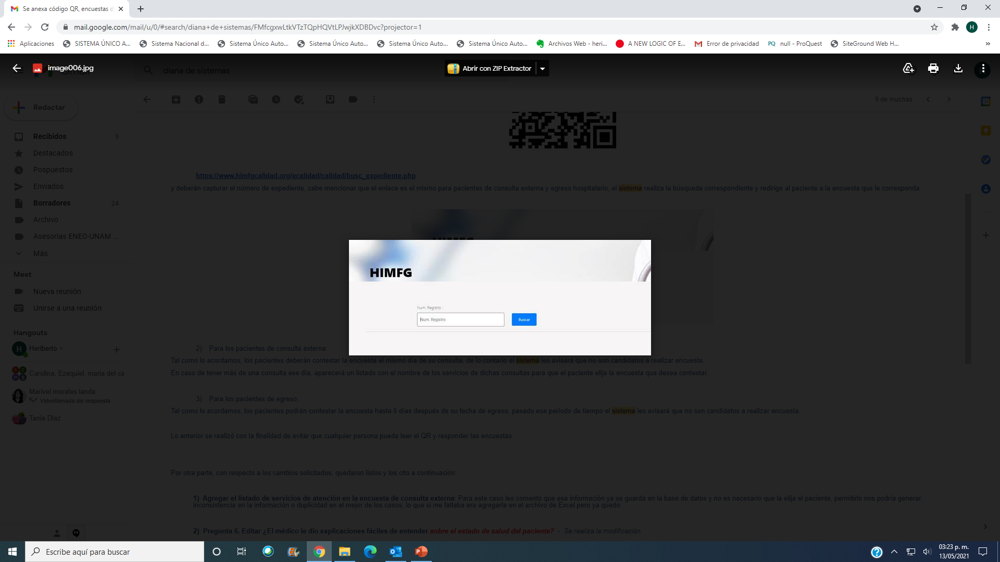 Se anexa código QR, encuestas d
mail.google.com/mail/u/0/#search/diana+de+sistemas/FMfcgxwLtkVTzTQpHQVtLPJwjkXDBDvc?projector=1
H
Aplicaciones
SISTEMA ÚNICO A...
Sistema Nacional d...
Sistema Único Auto...
Sistema Único Auto...
Sistema Único Auto...
Sistema Único Auto...
Archivos Web - heri...
A NEW LOGIC OF E...
Error de privacidad
PQ null - ProQuest
SiteGround Web H...
»
image006.jpg
diana de sistemas
Abrir con ZIP Extractor
Redactar
9 de muchas
Recibidos 5
Destacados
Pospuestos
Enviados
Borradores 24
Archivo
Asesorias ENEO-UNAM ...
Más
Meet
Nueva reunión
Unirse a una reunión
Hangouts
H Heriberto
Carolina, Ezequiel, maria del ca
Marivel morales landa
Videollamada sin respuesta
Tania Diaz
https://www.himfgcalidad.org/ecalidad/calidad/busc_expediente.php
y deberán capturar el número de expediente, cabe mencionar que el enlace es el mismo para pacientes de consulta externa y egreso hospitalario, el sistema realiza la búsqueda correspondiente y redirige al paciente a la encuesta que le corresponda.
HIMFG
Num. Registro :
Num. Registro
Buscar
2) Para los pacientes de consulta externa:
Tal como lo acordamos, los pacientes deberán contestar la encuesta el mismo día de su consulta, de lo contario el sistema les avisará que no son candidatos a realizar encuesta.
En caso de tener más de una consulta ese día, aparecerá un listado con el nombre de los servicios de dichas consultas para que el paciente elija la encuesta que desea contestar.
3) Para los pacientes de egreso:
Tal como lo acordamos, los pacientes podrán contestar la encuesta hasta 5 días después de su fecha de egreso, pasado ese periodo de tiempo el sistema les avisará que no son candidatos a realizar encuesta.
Lo anterior se realizó con la finalidad de evitar que cualquier persona pueda leer el QR y responder las encuestas.
Por otra parte, con respecto a los cambios solicitados, quedaron listos y los cito a continuación:
1) Agregar el listado de servicios de atención en la encuesta de consulta externa. Para este caso les comento que esa información ya se guarda en la base de datos y no es necesario que la elija el paciente, permitirlo nos podría generar
inconsistencia en la información o duplicidad en el mejor de los casos, lo que si me faltaba era agregarla en el archivo de Excel pero ya quedó.
2) Pregunta 6. Editar ¿El médico le dio explicaciones fáciles de entender sobre el estado de salud del paciente? - Se realiza la modificación
Escribe aquí para buscar
03:23 p. m.
13/05/2021